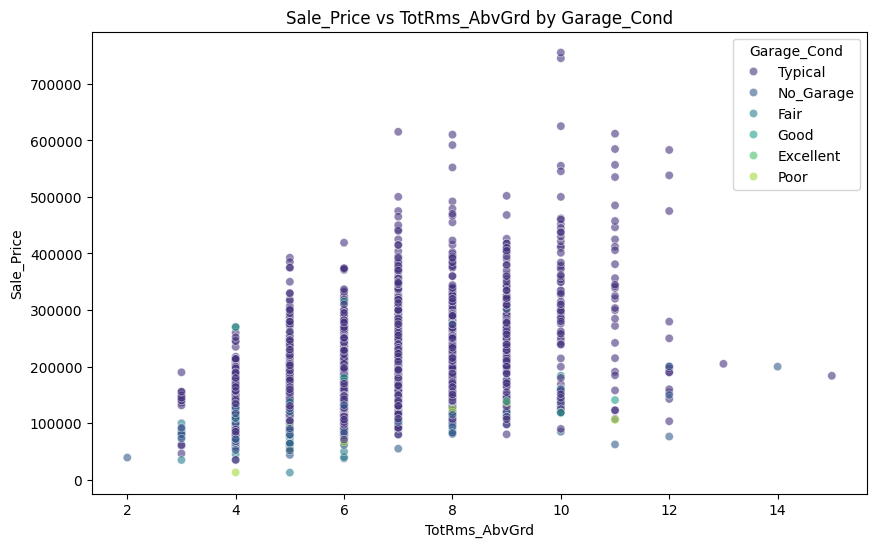 Sale_Price vs TotRms_AbvGrd by Garage_Cond
Garage_Cond
Typical
No_Garage
Fair
Good
Excellent
Poor
700000
600000
500000
400000
300000
200000
100000
0
Sale_Price
2 4 6 8 10 12 14
TotRms_AbvGrd